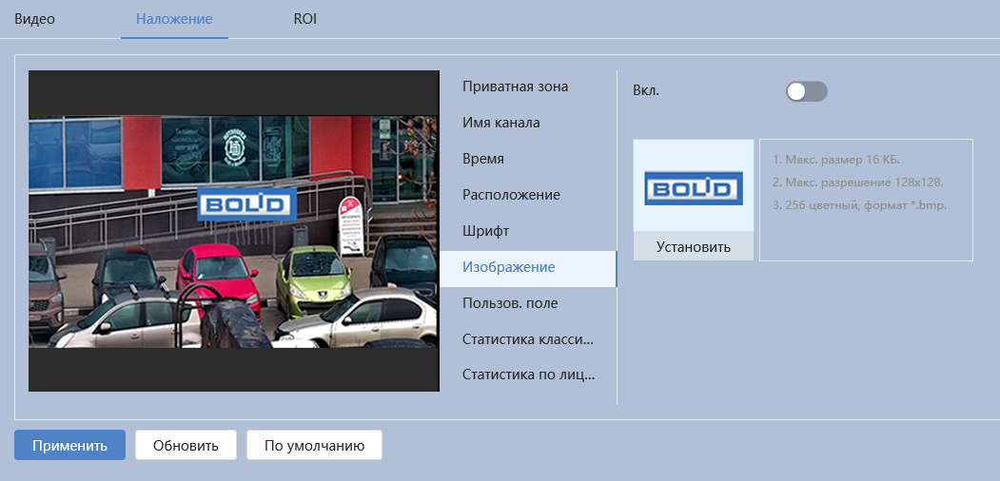 Видео
Наложение
ROI
BOLID
Приватная зона
Имя канала
Время
Расположение
Шрифт
Изображение
Пользов. поле
Статистика класси...
Статистика по лиц...
Вкл.
BOLID
Установить
1. Макс. размер 16 КБ.
2. Макс. разрешение 128x128.
3. 256 цветный, формат *.bmp.
Применить
Обновить
По умолчанию